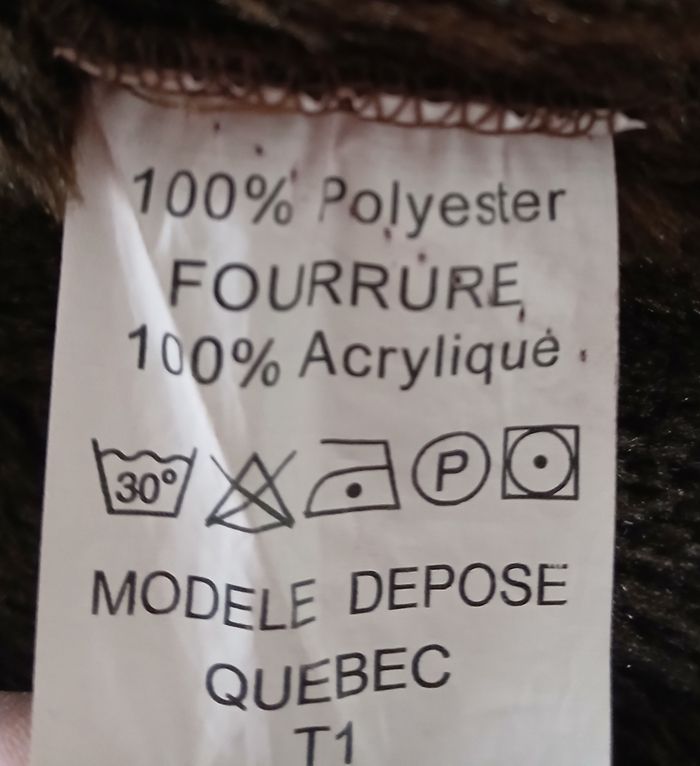 100% Polyester
FOURRURE
100% Acrylique
30° P
MODELE DEPOSE
QUEBEC
T1